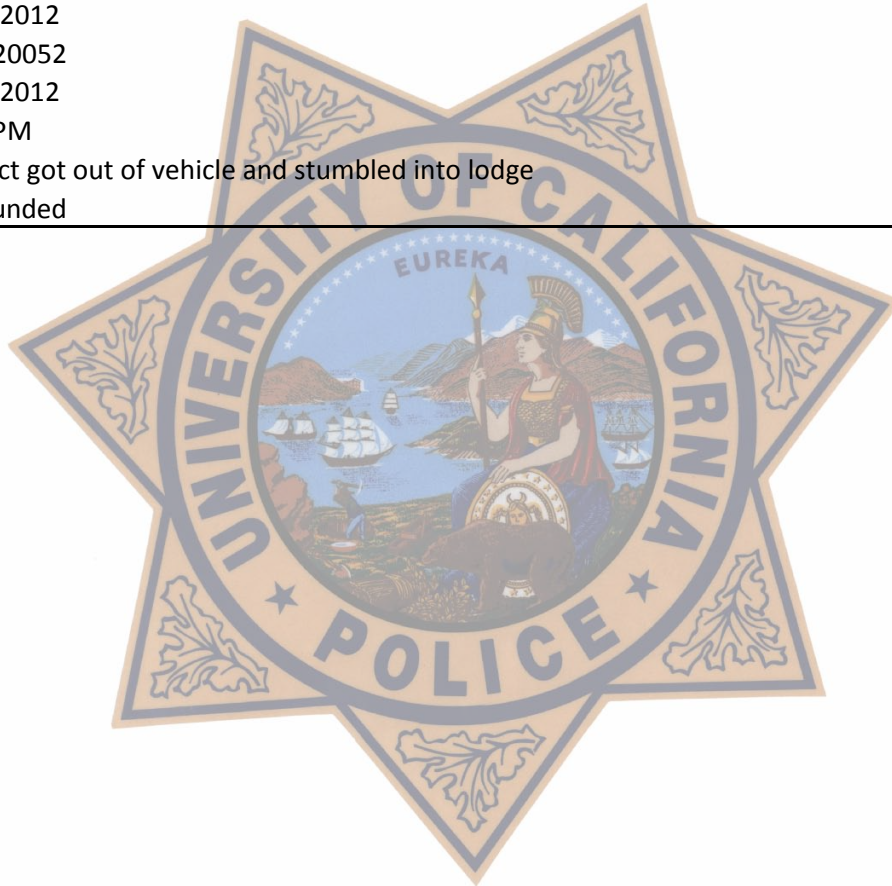 2012
20052
2012
PM
ct got out of vehicle and stumbled into lodge
unded
UNIVERSITY OF CALIFORNIA
EUREKA
POLICE